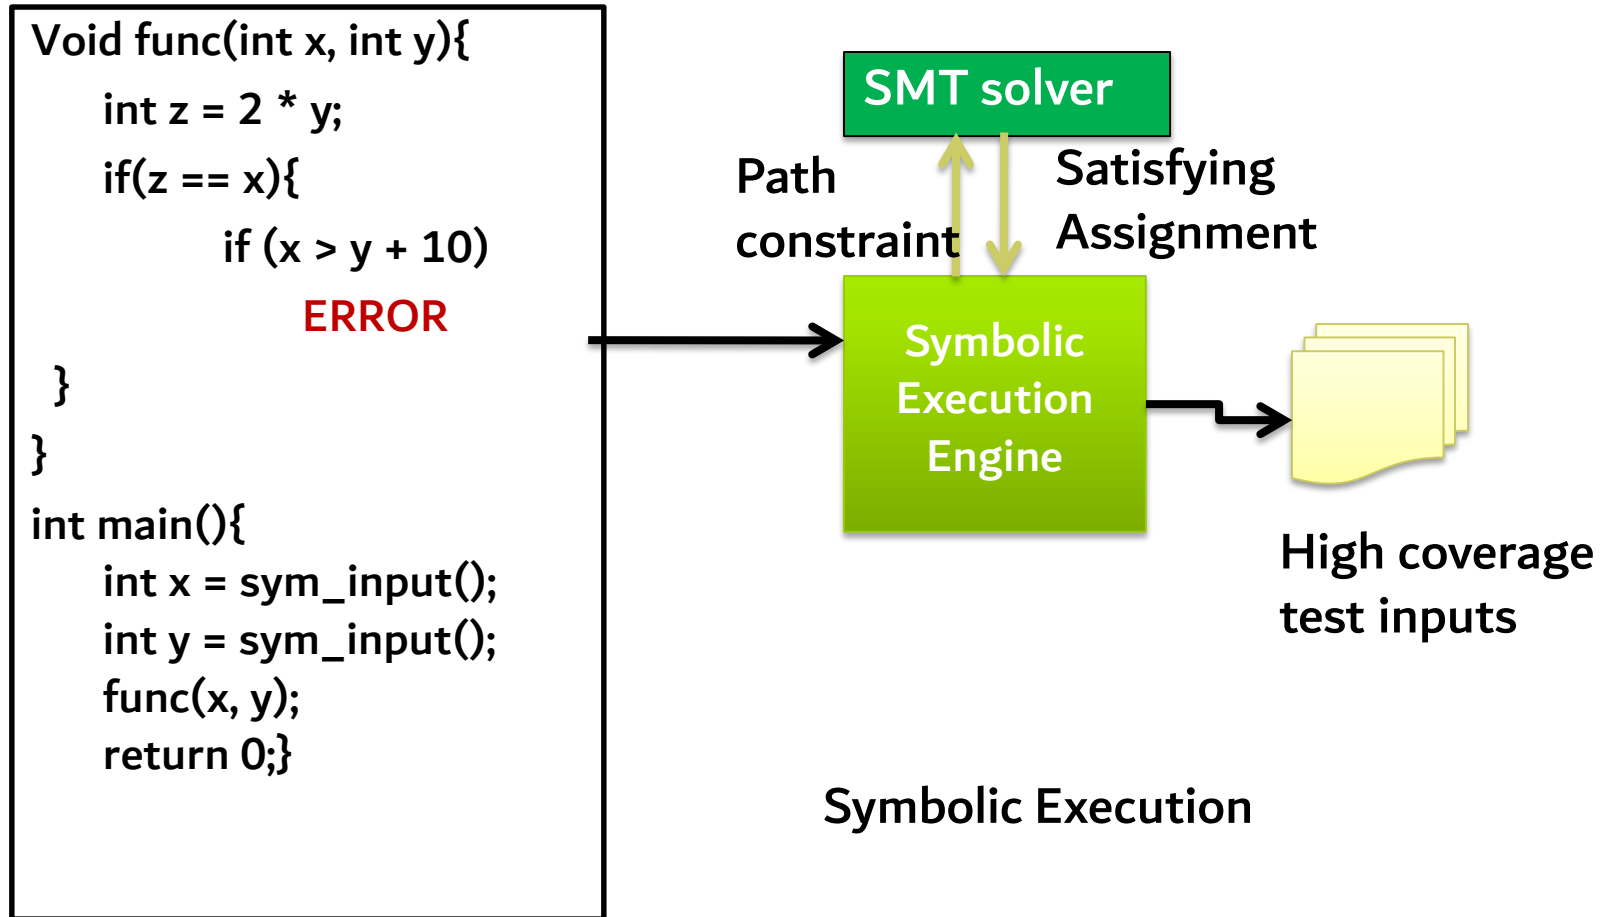 Void func(int x, int y){
int z = 2 * y;
if(z == x){
if (x > y + 10)
ERROR
}
}
int main(){
int x = sym_input();
int y = sym_input();
func(x, y);
return 0;}
SMT solver
Path
constraint
Satisfying
Assignment
Symbolic
Execution
Engine
High coverage
test inputs
Symbolic Execution